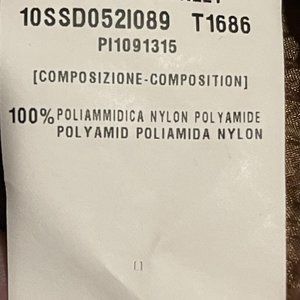 10SSD052I089 T1686
PI1091315
[COMPOSIZIONE-COMPOSITION]
100% POLIAMMIDICA NYLON POLYAMIDE
POLYAMID POLIAMIDA NYLON